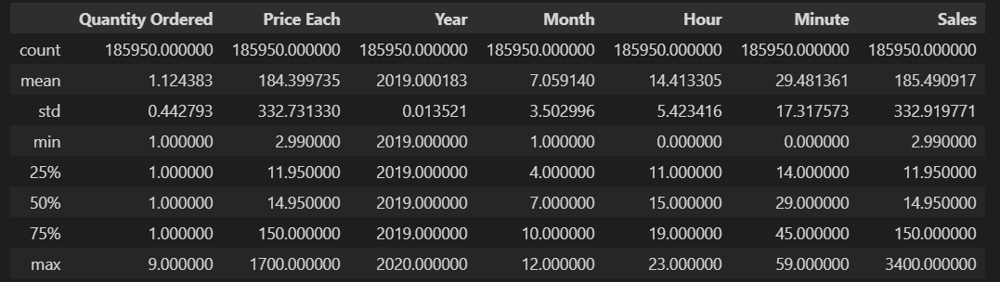 Quantity Ordered Price Each Year Month Hour Minute Sales
count 185950.000000 185950.000000 185950.000000 185950.000000 185950.000000 185950.000000 185950.000000
mean 1.124383 184.399735 2019.000183 7.059140 14.413305 29.481361 185.490917
std 0.442793 332.731330 0.013521 3.502996 5.423416 17.317573 332.919771
min 1.000000 2.990000 2019.000000 1.000000 0.000000 0.000000 2.990000
25% 1.000000 11.950000 2019.000000 4.000000 11.000000 14.000000 11.950000
50% 1.000000 14.950000 2019.000000 7.000000 15.000000 29.000000 14.950000
75% 1.000000 150.000000 2019.000000 10.000000 19.000000 45.000000 150.000000
max 9.000000 1700.000000 2020.000000 12.000000 23.000000 59.000000 3400.000000